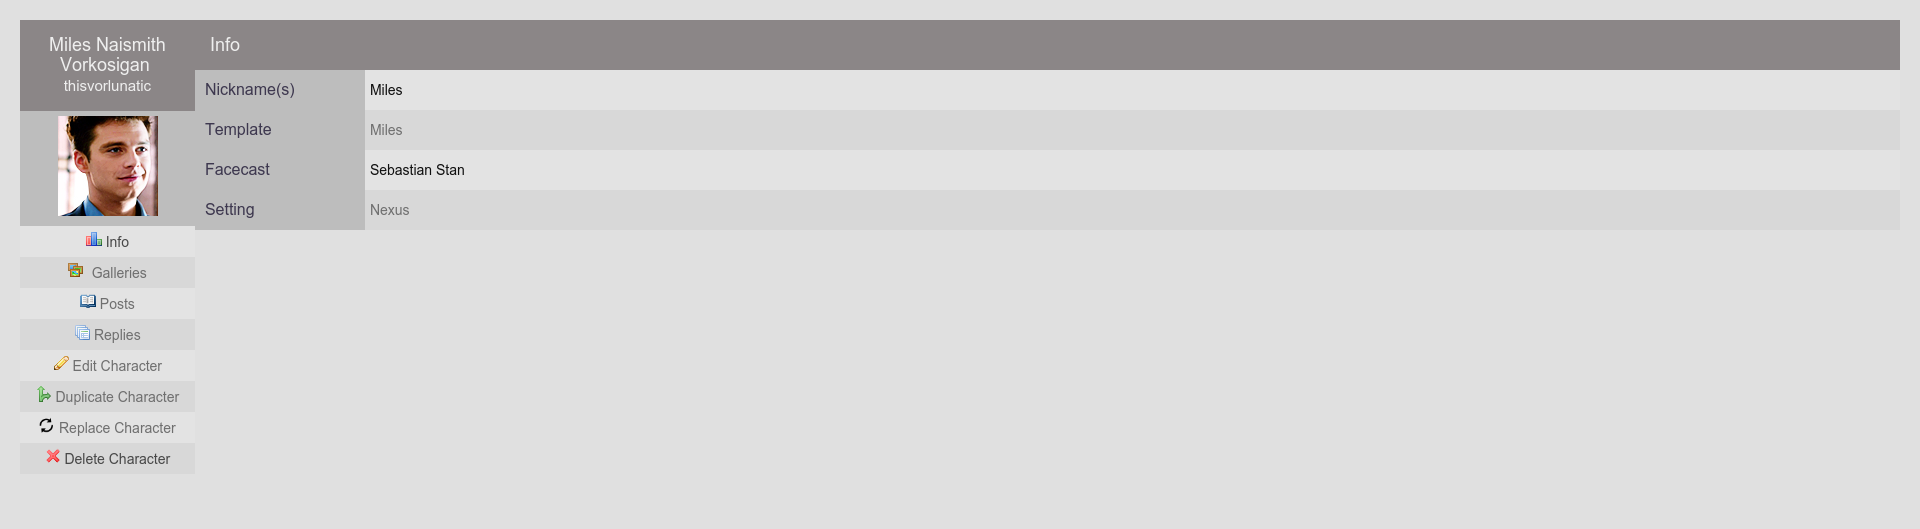 Miles Naismith
Vorkosigan
thisvorlunatic
Info
Galleries
Posts
Replies
Edit Character
Duplicate Character
Replace Character
Delete Character
Info
Nickname(s) Miles
Template Miles
Facecast Sebastian Stan
Setting Nexus